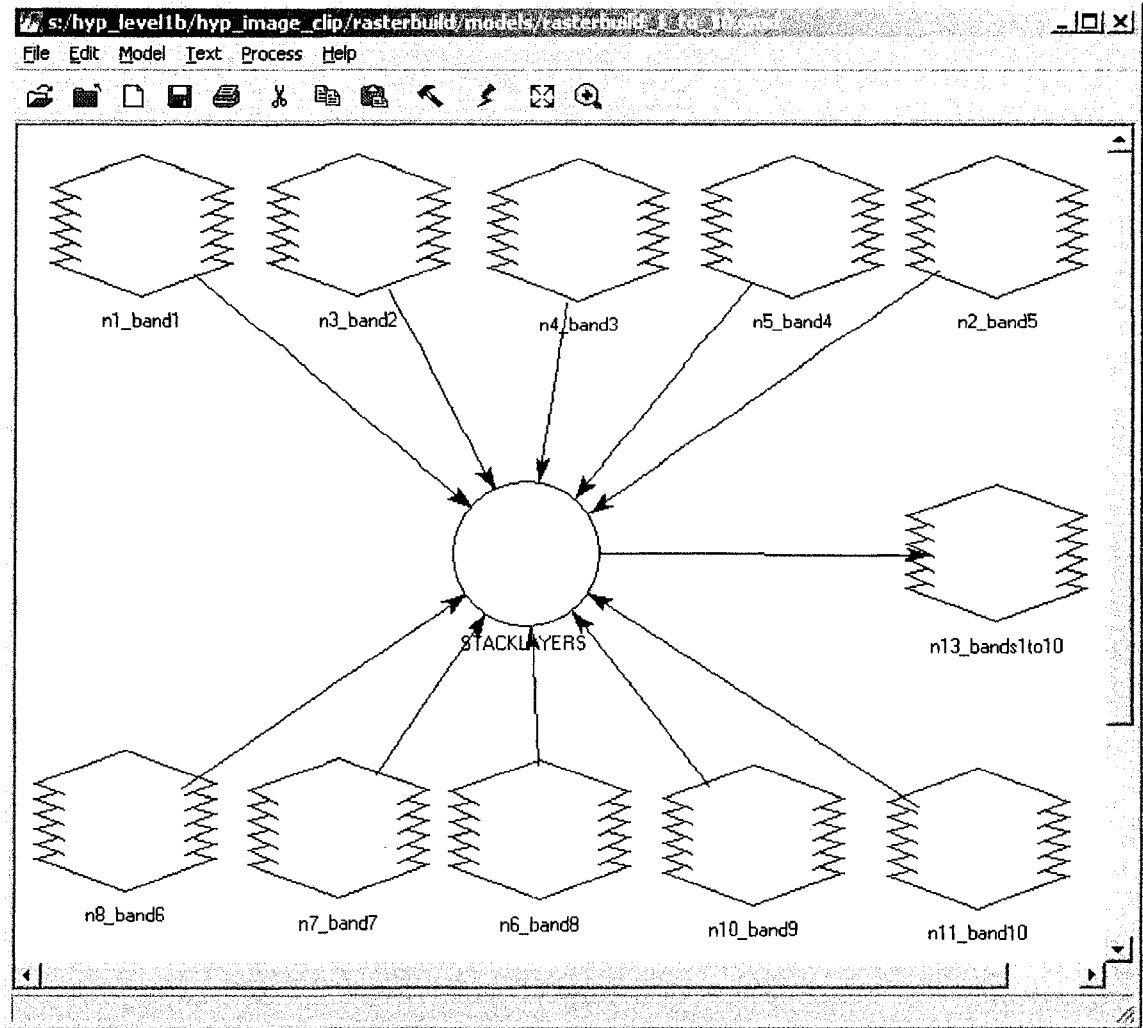 s:/hyp_level1b/hyp_image_clip/rasterbuild/models/rasterbuild_1_to_10.gmd
File Edit Model Text Process Help
n1_band1 n3_band2 n4_band3 n5_band4 n2_band5
STACKLAYERS
n13_bands1to10
n8_band6 n7_band7 n6_band8 n10_band9 n11_band10